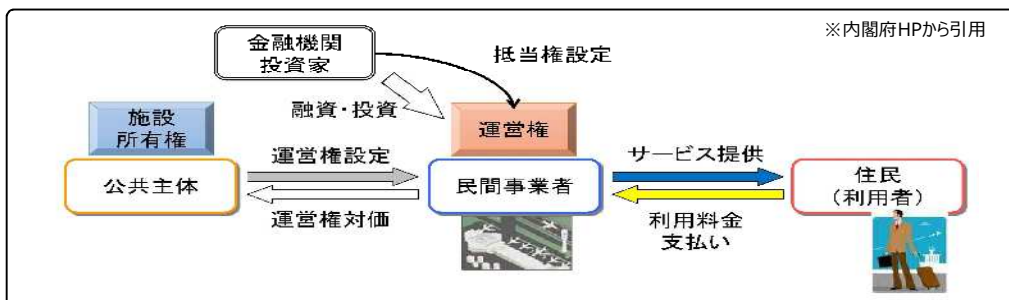 ※内閣府HPから引用
金融機関
投資家
抵当権設定
融資・投資
施設
所有権
運営権
公共主体
運営権設定
運営権対価
民間事業者
サービス提供
利用料金
支払い
住民
(利用者)